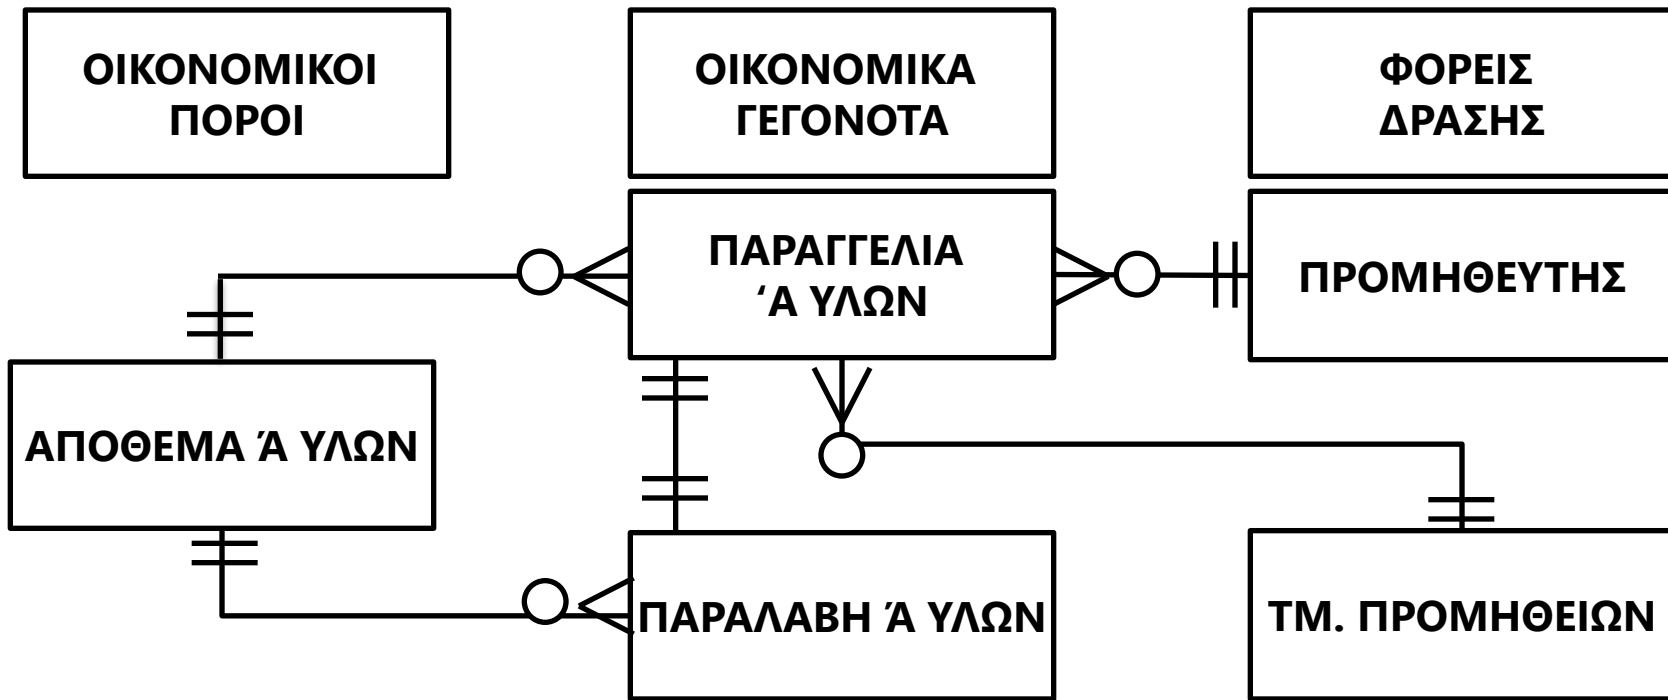 ΟΙΚΟΝΟΜΙΚΟΙ
ΠΟΡΟΙ
ΟΙΚΟΝΟΜΙΚΑ
ΓΕΓΟΝΟΤΑ
ΦΟΡΕΙΣ
ΔΡΑΣΗΣ
ΠΑΡΑΓΓΕΛΙΑ
‘Α ΥΛΩΝ
ΠΡΟΜΗΘΕΥΤΗΣ
ΑΠΟΘΕΜΑ Ά ΥΛΩΝ
ΠΑΡΑΛΑΒΗ Ά ΥΛΩΝ
ΤΜ. ΠΡΟΜΗΘΕΙΩΝ